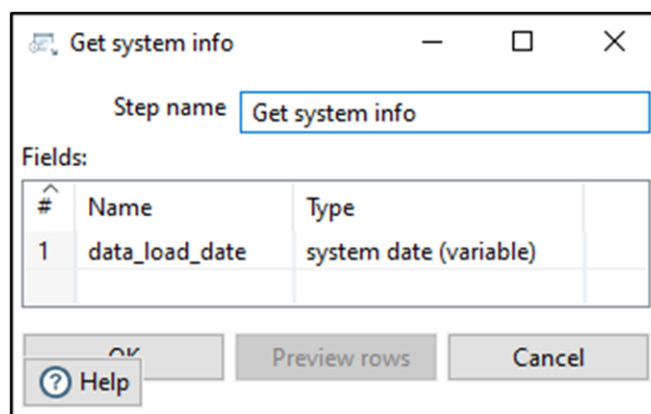 Get system info
Step name Get system info
Fields:
# Name Type
1 data_load_date system date (variable)
OK Preview rows Cancel
Help